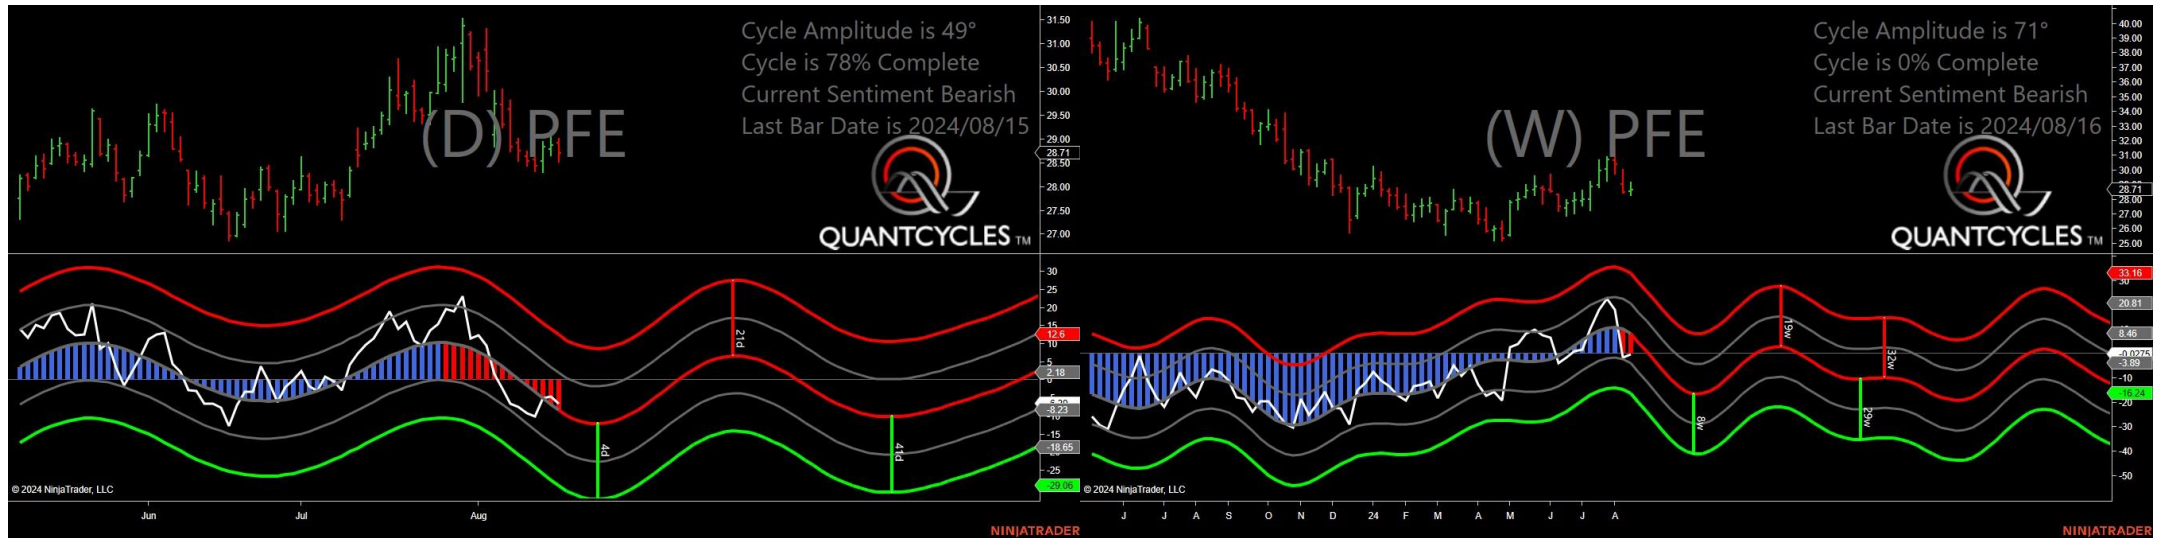 Cycle Amplitude is 49°
Cycle is 78% Complete
Current Sentiment Bearish
Last Bar Date is 2024/08/15
(D) PFE
QUANTCYCLES TM
31.50
31.00
30.50
30.00
29.50
29.00
28.71
28.50
28.00
27.50
27.00
30
25
20
15
12.6
10
5
2.18
-8.23
-15
-18.65
-25
-29.06
21d
4d
41d
© 2024 NinjaTrader, LLC
Jun Jul Aug
NINJATRADER
Cycle Amplitude is 71°
Cycle is 0% Complete
Current Sentiment Bearish
Last Bar Date is 2024/08/16
(W) PFE
QUANTCYCLES TM
40.00
39.00
38.00
37.00
36.00
35.00
34.00
33.00
32.00
31.00
30.00
28.71
28.00
27.00
26.00
25.00
33.16
30
20.81
8.46
-0.0275
-3.89
-10
-16.24
-20
-30
-40
-50
19w
32w
8w
29w
© 2024 NinjaTrader, LLC
J J A S O N D 24 F M A M J J A
NINJATRADER